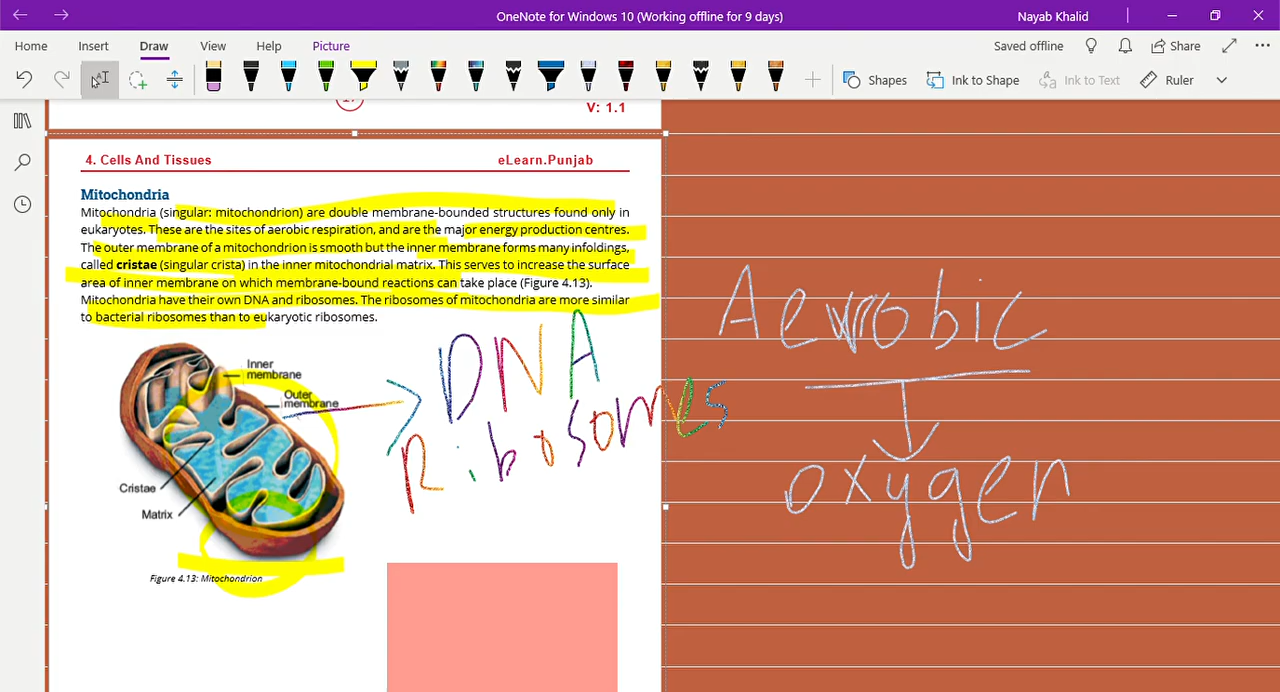 OneNote for Windows 10 (Working offline for 9 days)
Nayab Khalid
Home Insert Draw View Help Picture
Saved offline
Share
Shapes
Ink to Shape
Ink to Text
Ruler
V: 1.1
4. Cells And Tissues
eLearn.Punjab
Mitochondria
Mitochondria (singular: mitochondrion) are double membrane-bounded structures found only in
eukaryotes. These are the sites of aerobic respiration, and are the major energy production centres.
The outer membrane of a mitochondrion is smooth but the inner membrane forms many infoldings,
called cristae (singular crista) in the inner mitochondrial matrix. This serves to increase the surface
area of inner membrane on which membrane-bound reactions can take place (Figure 4.13).
Mitochondria have their own DNA and ribosomes. The ribosomes of mitochondria are more similar
to bacterial ribosomes than to eukaryotic ribosomes.
Inner
membrane
Outer
membrane
Cristae
Matrix
Figure 4.13: Mitochondrion
DNA
Ribosomes
oxygen